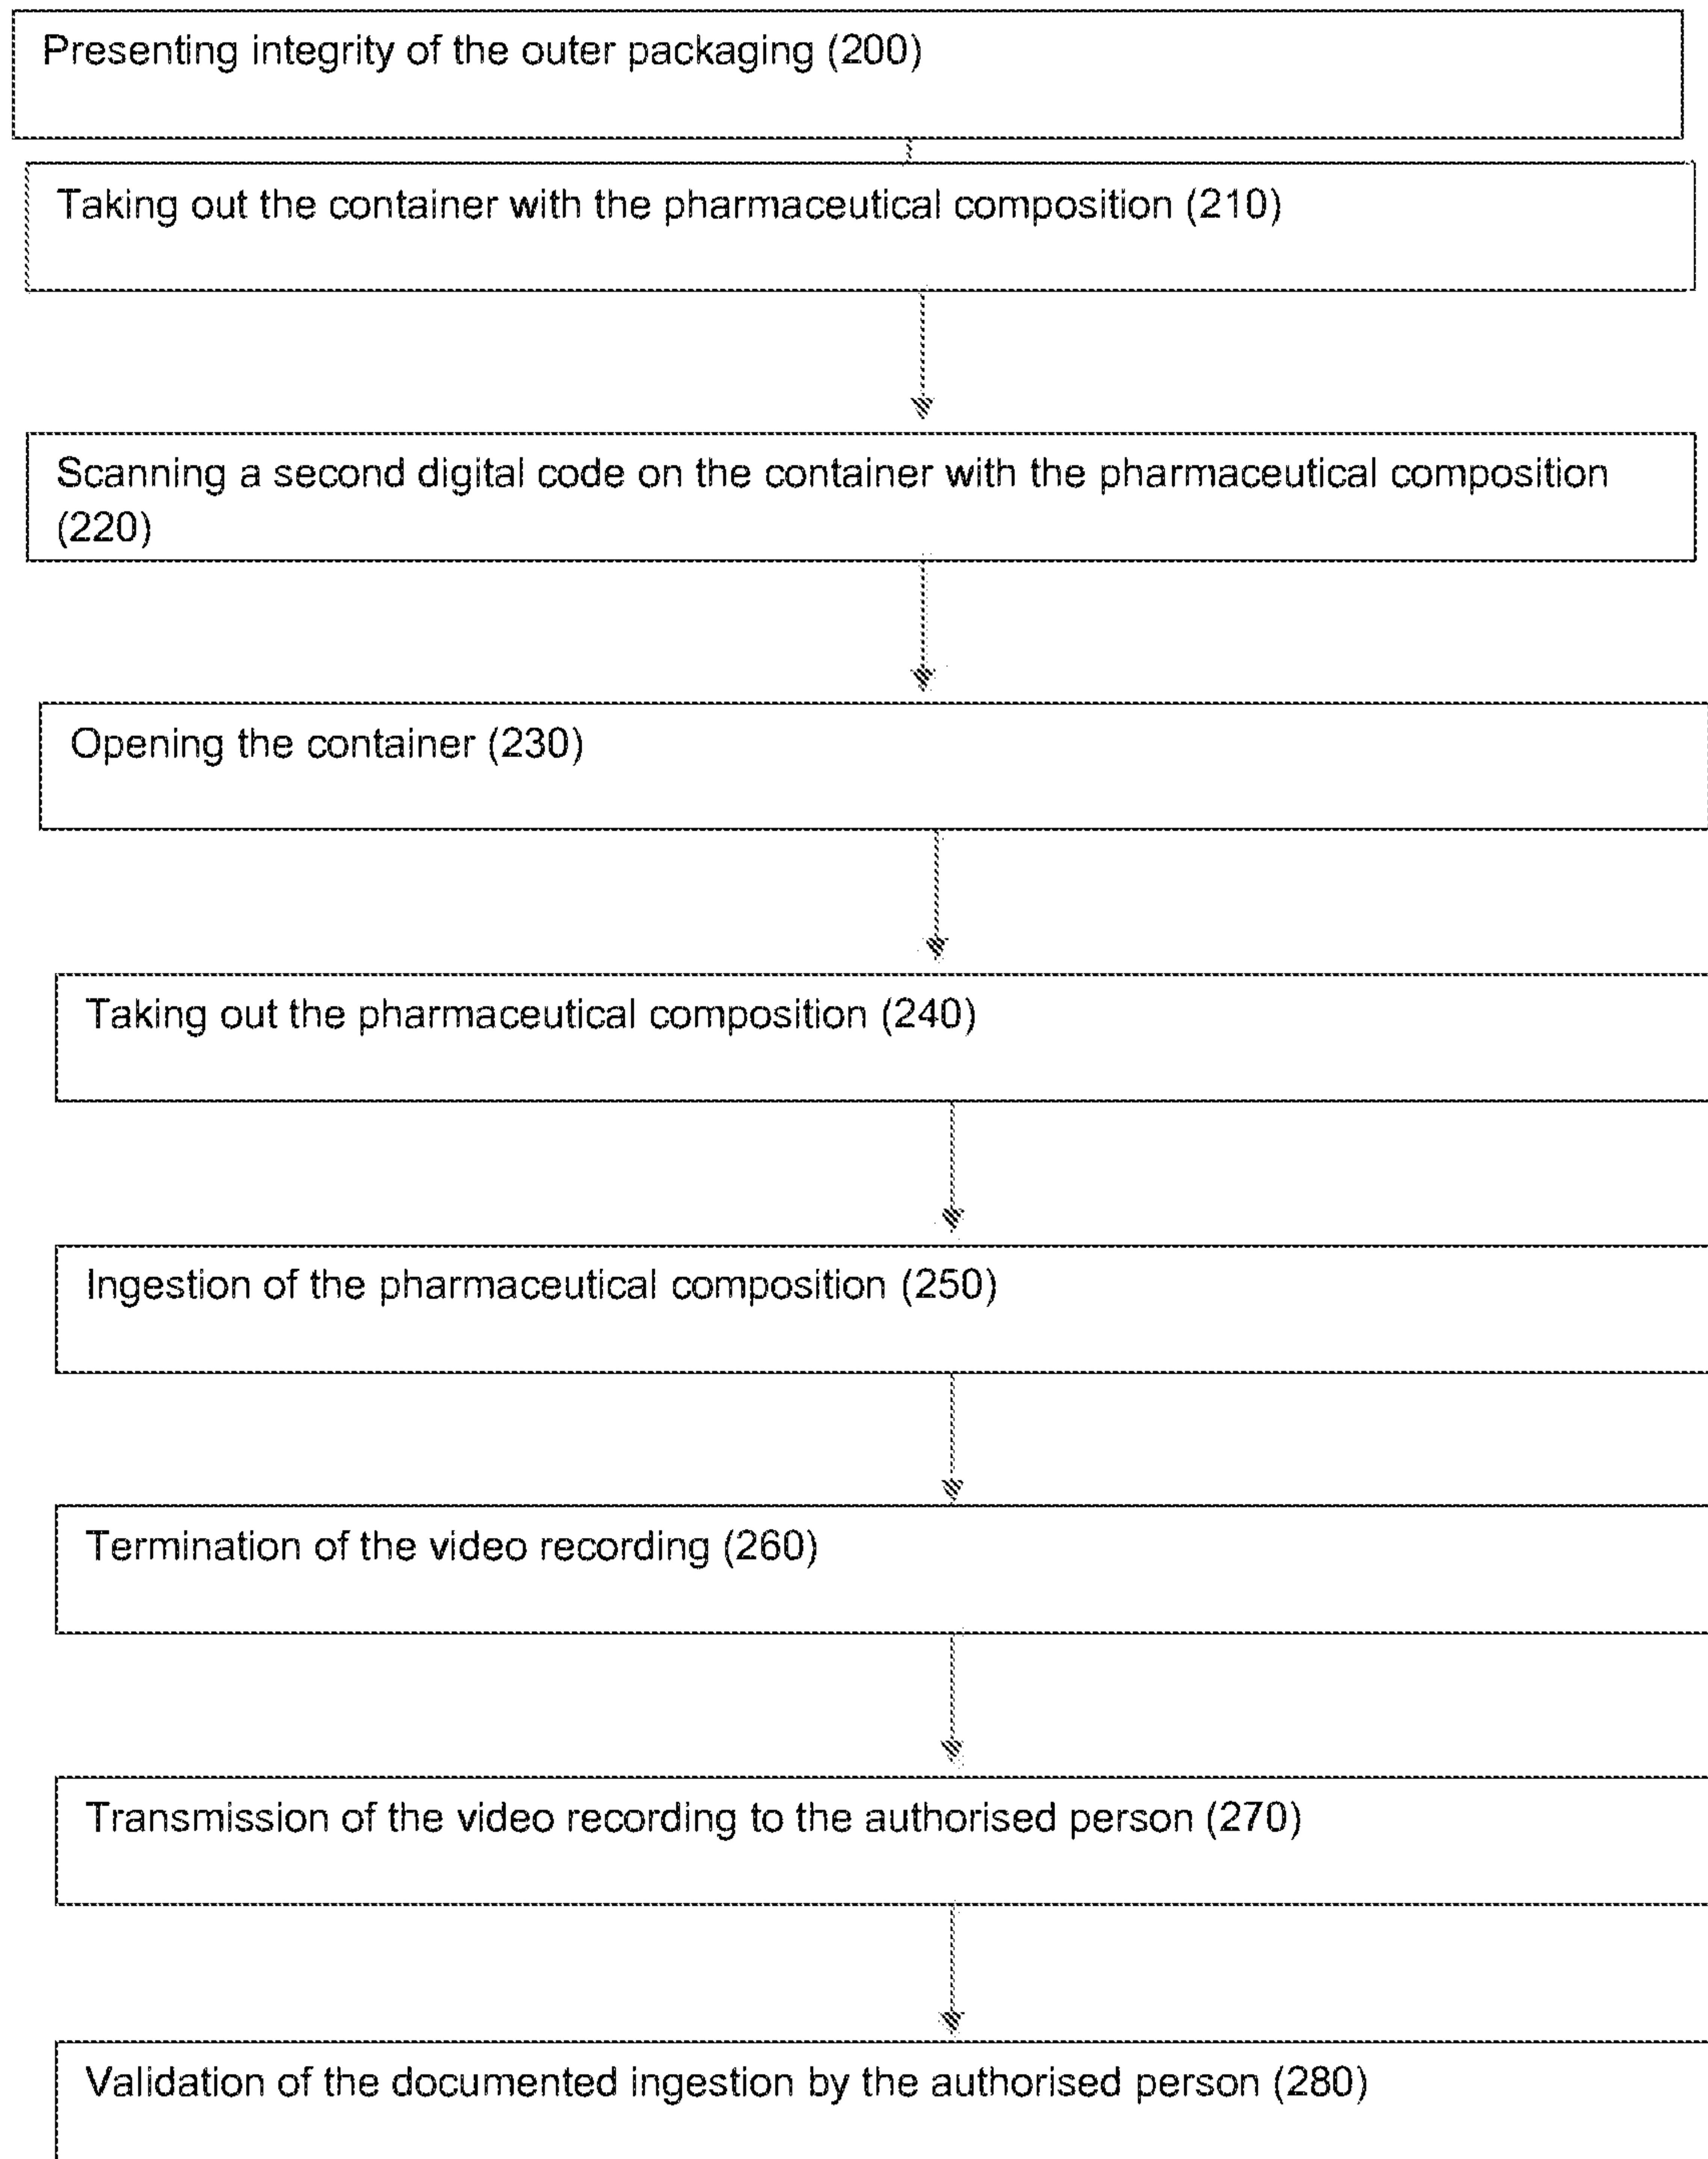 Presenting integrity of the outer packaging (200)
Taking out the container with the pharmaceutical composition (210)
Scanning a second digital code on the container with the pharmaceutical composition
(220)
Opening the container (230)
Taking out the pharmaceutical composition (240)
Ingestion of the pharmaceutical composition (250)
Termination of the video recording (260)
Transmission of the video recording to the authorised person (270)
Validation of the documented ingestion by the authorised person (280)